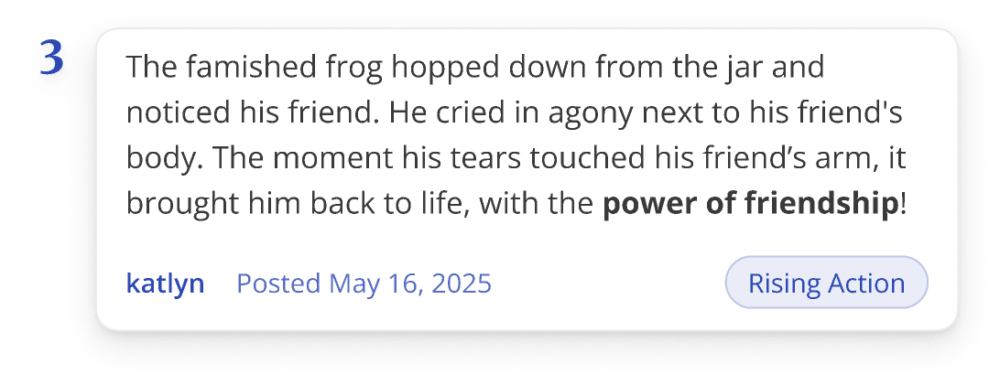 3
The famished frog hopped down from the jar and
noticed his friend. He cried in agony next to his friend's
body. The moment his tears touched his friend’s arm, it
brought him back to life, with the power of friendship!
katlyn Posted May 16, 2025 Rising Action